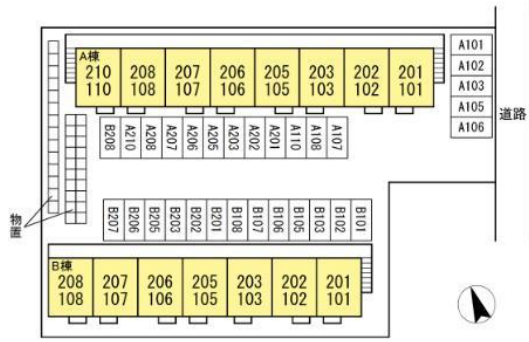 A棟
210 208 207 206 205 203 202 201
110 108 107 106 105 103 102 101
A101
A102
A103
A105
A106
道路
B208 A210 A208 A207 A206 A205 A203 A202 A201 A110 A108 A107
物置
B207 B206 B205 B203 B202 B201 B108 B107 B106 B105 B103 B102 B101
B棟
208 207 206 205 203 202 201
108 107 106 105 103 102 101